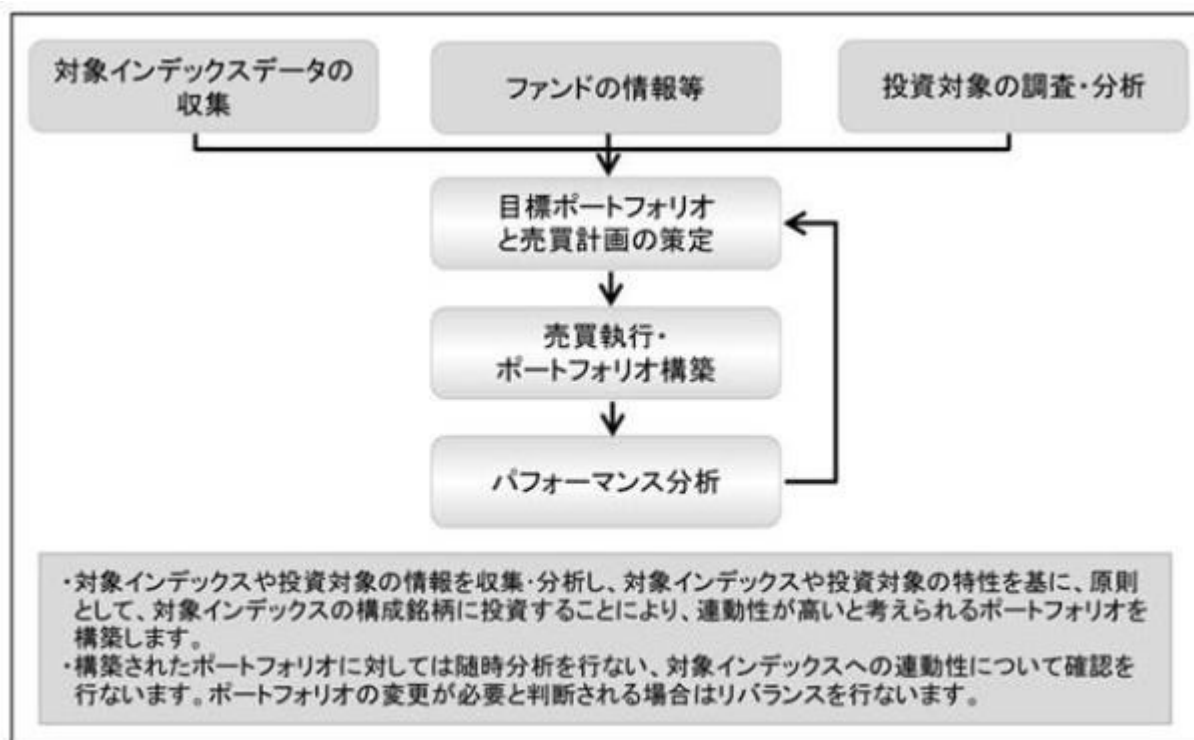 対象インデックスデータの
収集
ファンドの情報等
投資対象の調査・分析
目標ポートフォリオ
と売買計画の策定
売買執行・
ポートフォリオ構築
パフォーマンス分析
・対象インデックスや投資対象の情報を収集・分析し、対象インデックスや投資対象の特性を基に、原則
として、対象インデックスの構成銘柄に投資することにより、連動性が高いと考えられるポートフォリオを
構築します。
・構築されたポートフォリオに対しては随時分析を行ない、対象インデックスへの連動性について確認を
行ないます。ポートフォリオの変更が必要と判断される場合はリバランスを行ないます。